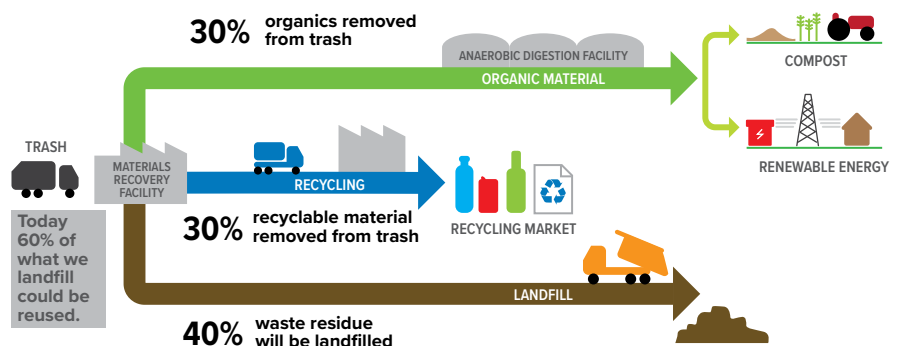 30% organics removed
from trash
ANAEROBIC DIGESTION FACILITY
ORGANIC MATERIAL
COMPOST
RENEWABLE ENERGY
TRASH
MATERIALS
RECOVERY
FACILITY
RECYCLING
30% recyclable material
removed from trash
RECYCLING MARKET
Today
60% of
what we
landfill
could be
reused.
LANDFILL
40% waste residue
will be landfilled